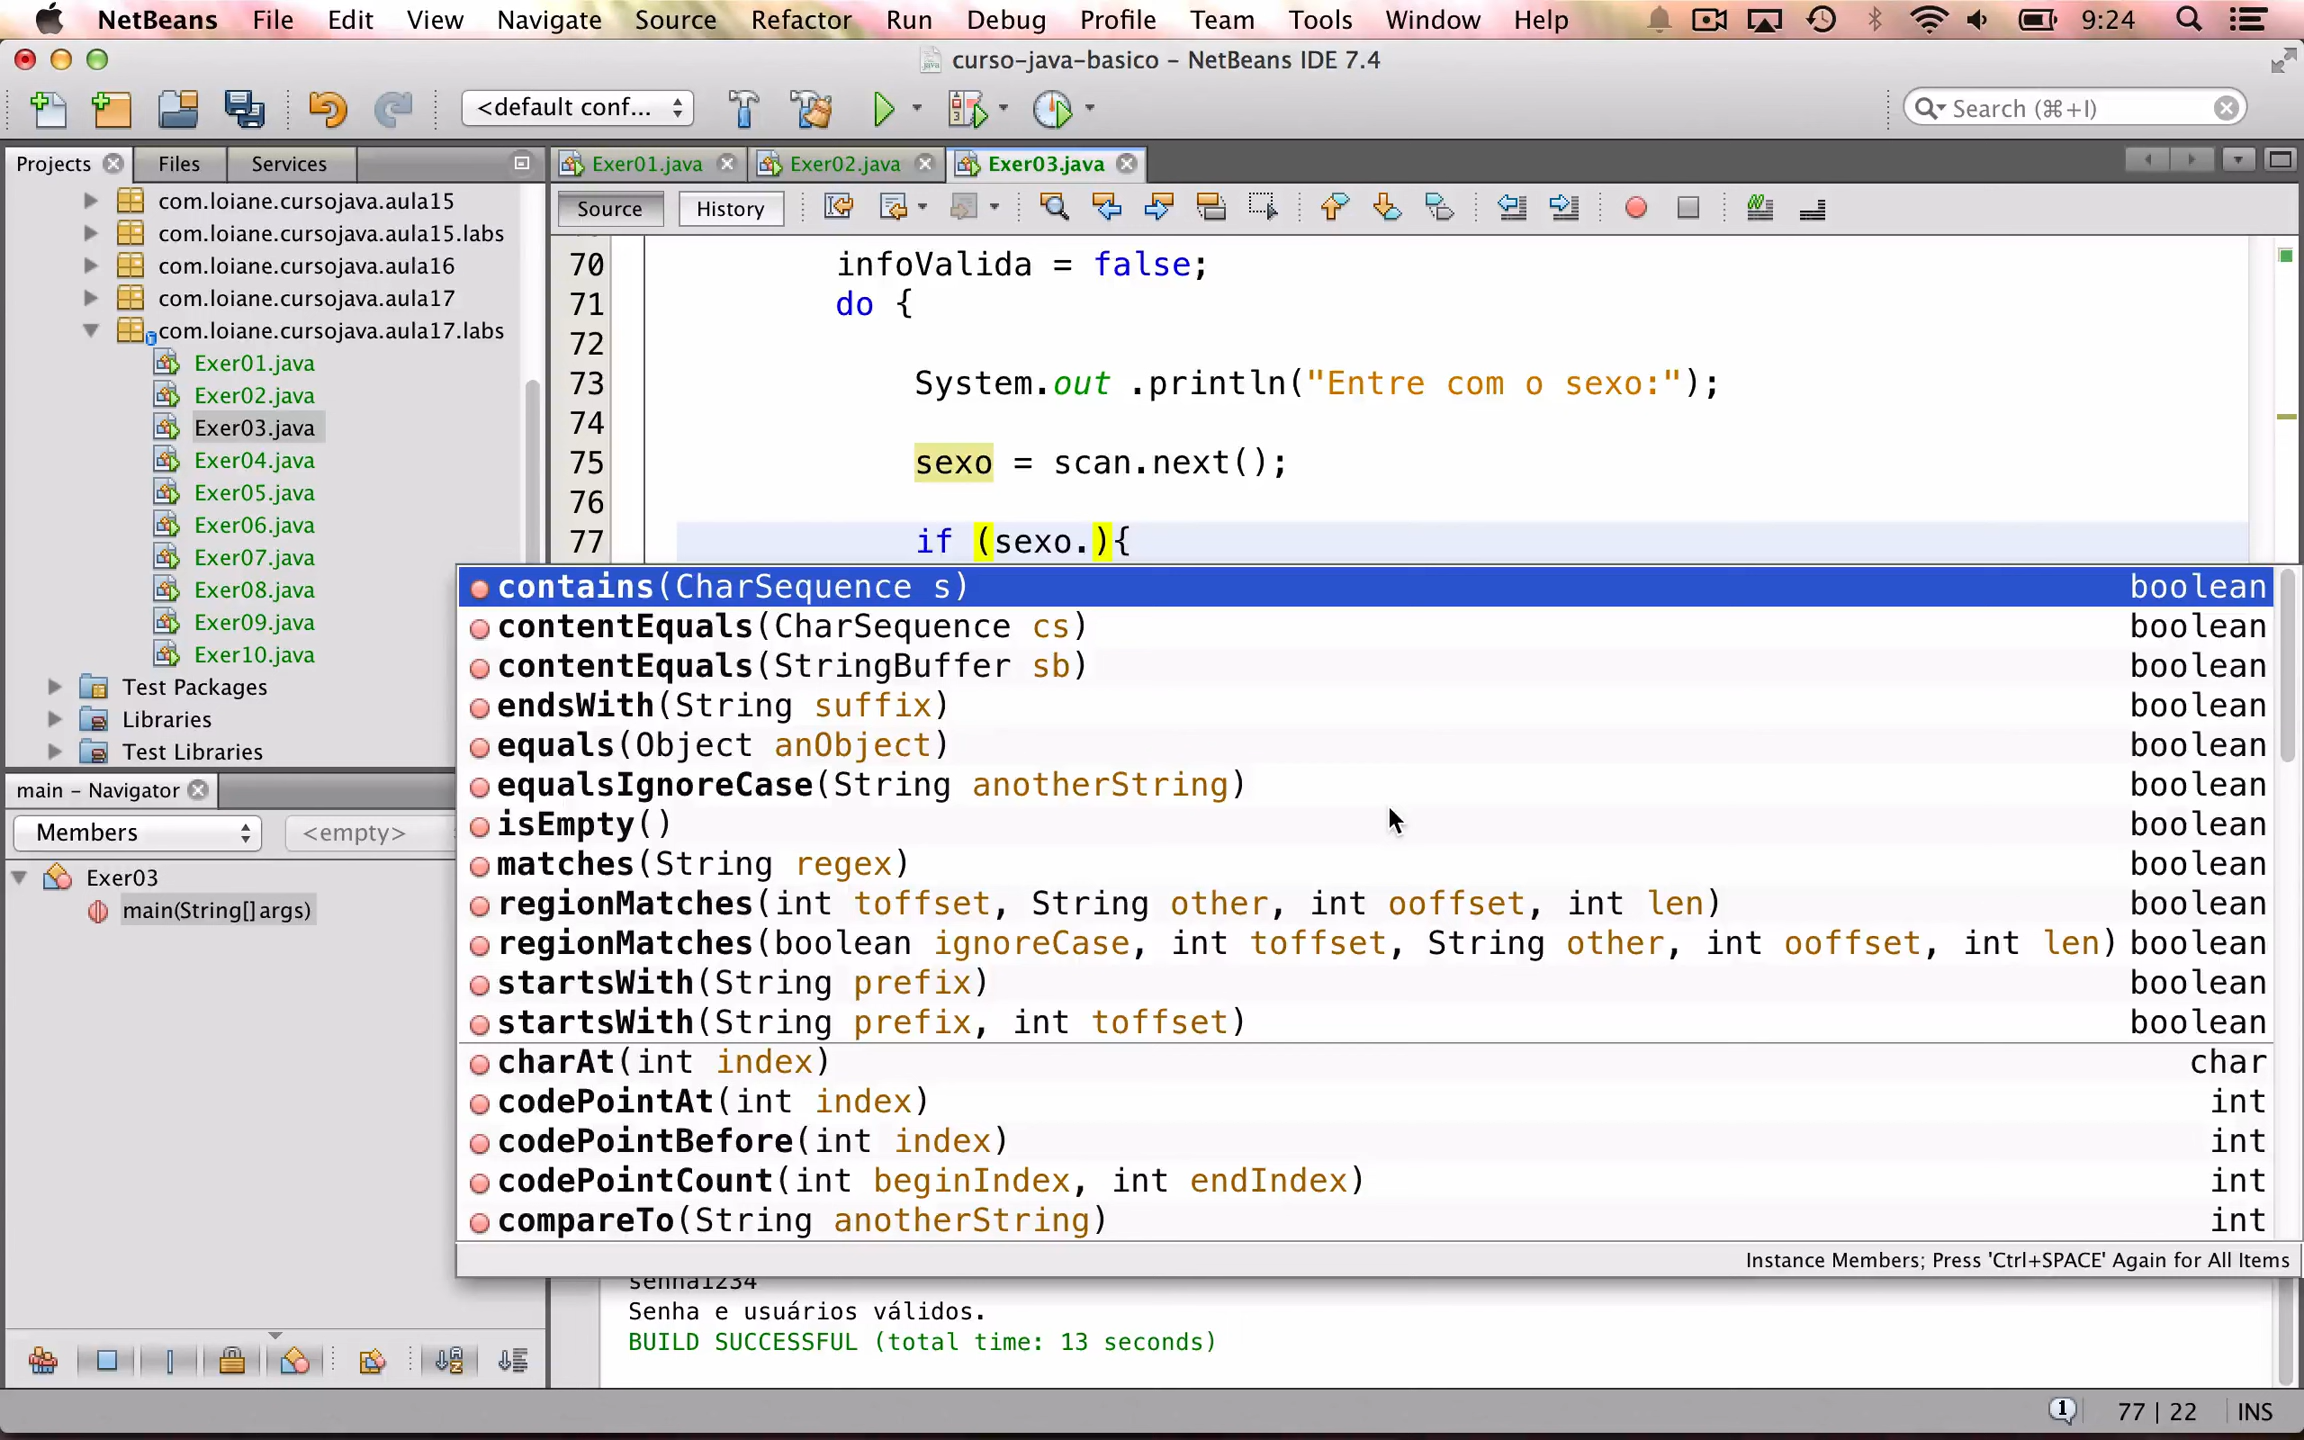 NetBeans File Edit View Navigate Source Refactor Run Debug Profile Team Tools Window Help 9:24
curso-java-basico – NetBeans IDE 7.4
<default conf... Search (⌘+I)
Projects Files Services
com.loiane.cursojava.aula15
com.loiane.cursojava.aula15.labs
com.loiane.cursojava.aula16
com.loiane.cursojava.aula17
com.loiane.cursojava.aula17.labs
Exer01.java
Exer02.java
Exer03.java
Exer04.java
Exer05.java
Exer06.java
Exer07.java
Exer08.java
Exer09.java
Exer10.java
Test Packages
Libraries
Test Libraries
main – Navigator
Members <empty>
Exer03
main(String[] args)
Exer01.java Exer02.java Exer03.java
Source History
70 infoValida = false;
71 do {
72
73 System.out .println("Entre com o sexo:");
74
75 sexo = scan.next();
76
77 if (sexo.){
contains(CharSequence s) boolean
contentEquals(CharSequence cs) boolean
contentEquals(StringBuffer sb) boolean
endsWith(String suffix) boolean
equals(Object anObject) boolean
equalsIgnoreCase(String anotherString) boolean
isEmpty() boolean
matches(String regex) boolean
regionMatches(int toffset, String other, int ooffset, int len) boolean
regionMatches(boolean ignoreCase, int toffset, String other, int ooffset, int len) boolean
startsWith(String prefix) boolean
startsWith(String prefix, int toffset) boolean
charAt(int index) char
codePointAt(int index) int
codePointBefore(int index) int
codePointCount(int beginIndex, int endIndex) int
compareTo(String anotherString) int
Instance Members; Press 'Ctrl+SPACE' Again for All Items
senha1234
Senha e usuários válidos.
BUILD SUCCESSFUL (total time: 13 seconds)
1 77 | 22 INS